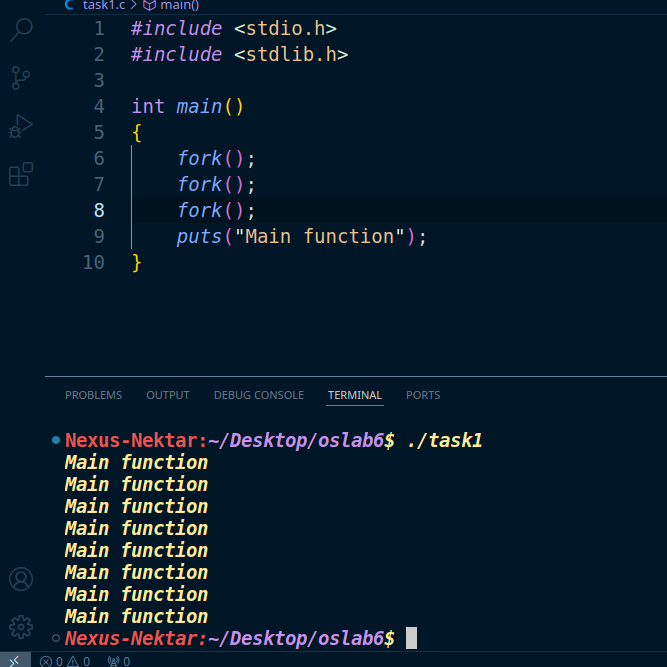 C task1.c > main()
1 #include <stdio.h>
2 #include <stdlib.h>
3
4 int main()
5 {
6 fork();
7 fork();
8 fork();
9 puts("Main function");
10 }
PROBLEMS OUTPUT DEBUG CONSOLE TERMINAL PORTS
Nexus-Nektar:~/Desktop/oslab6$ ./task1
Main function
Main function
Main function
Main function
Main function
Main function
Main function
Main function
Nexus-Nektar:~/Desktop/oslab6$
0 0 0